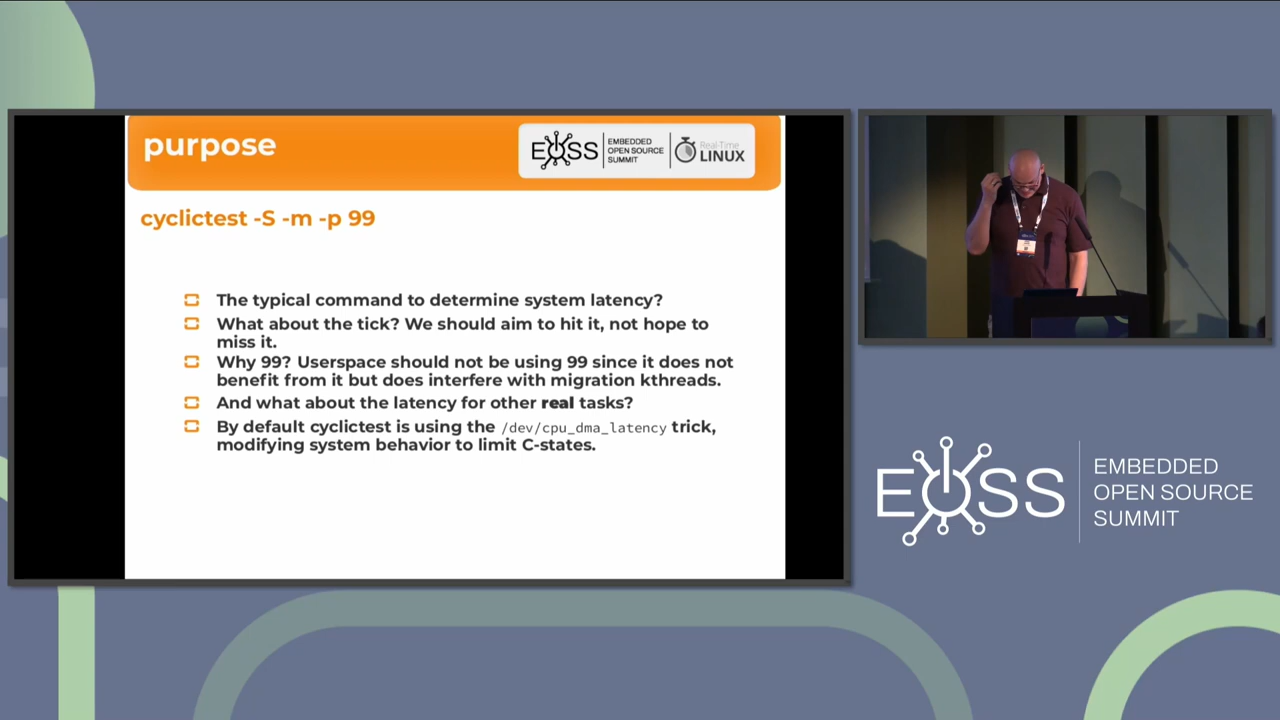 purpose
EOSS
EMBEDDED
OPEN SOURCE
SUMMIT
Real-Time
LINUX
cyclictest -S -m -p 99
The typical command to determine system latency?
What about the tick? We should aim to hit it, not hope to
miss it.
Why 99? Userspace should not be using 99 since it does not
benefit from it but does interfere with migration kthreads.
And what about the latency for other real tasks?
By default cyclictest is using the /dev/cpu_dma_latency trick,
modifying system behavior to limit C-states.
EOSS
EMBEDDED
OPEN SOURCE
SUMMIT